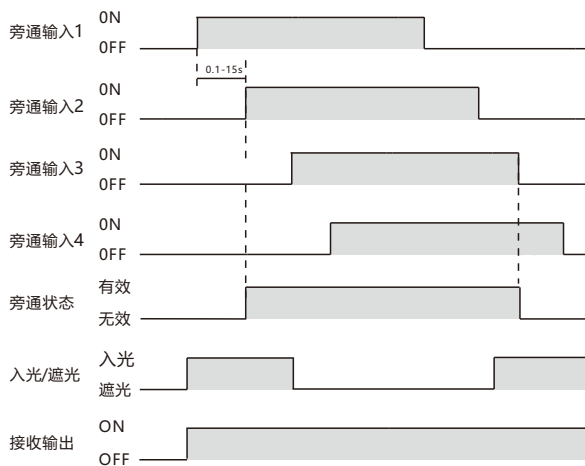 旁通输入1
0N
0FF
0.1-15s
旁通输入2
0N
0FF
旁通输入3
0N
0FF
旁通输入4
0N
0FF
旁通状态
有效
无效
入光/遮光
入光
遮光
接收输出
ON
OFF